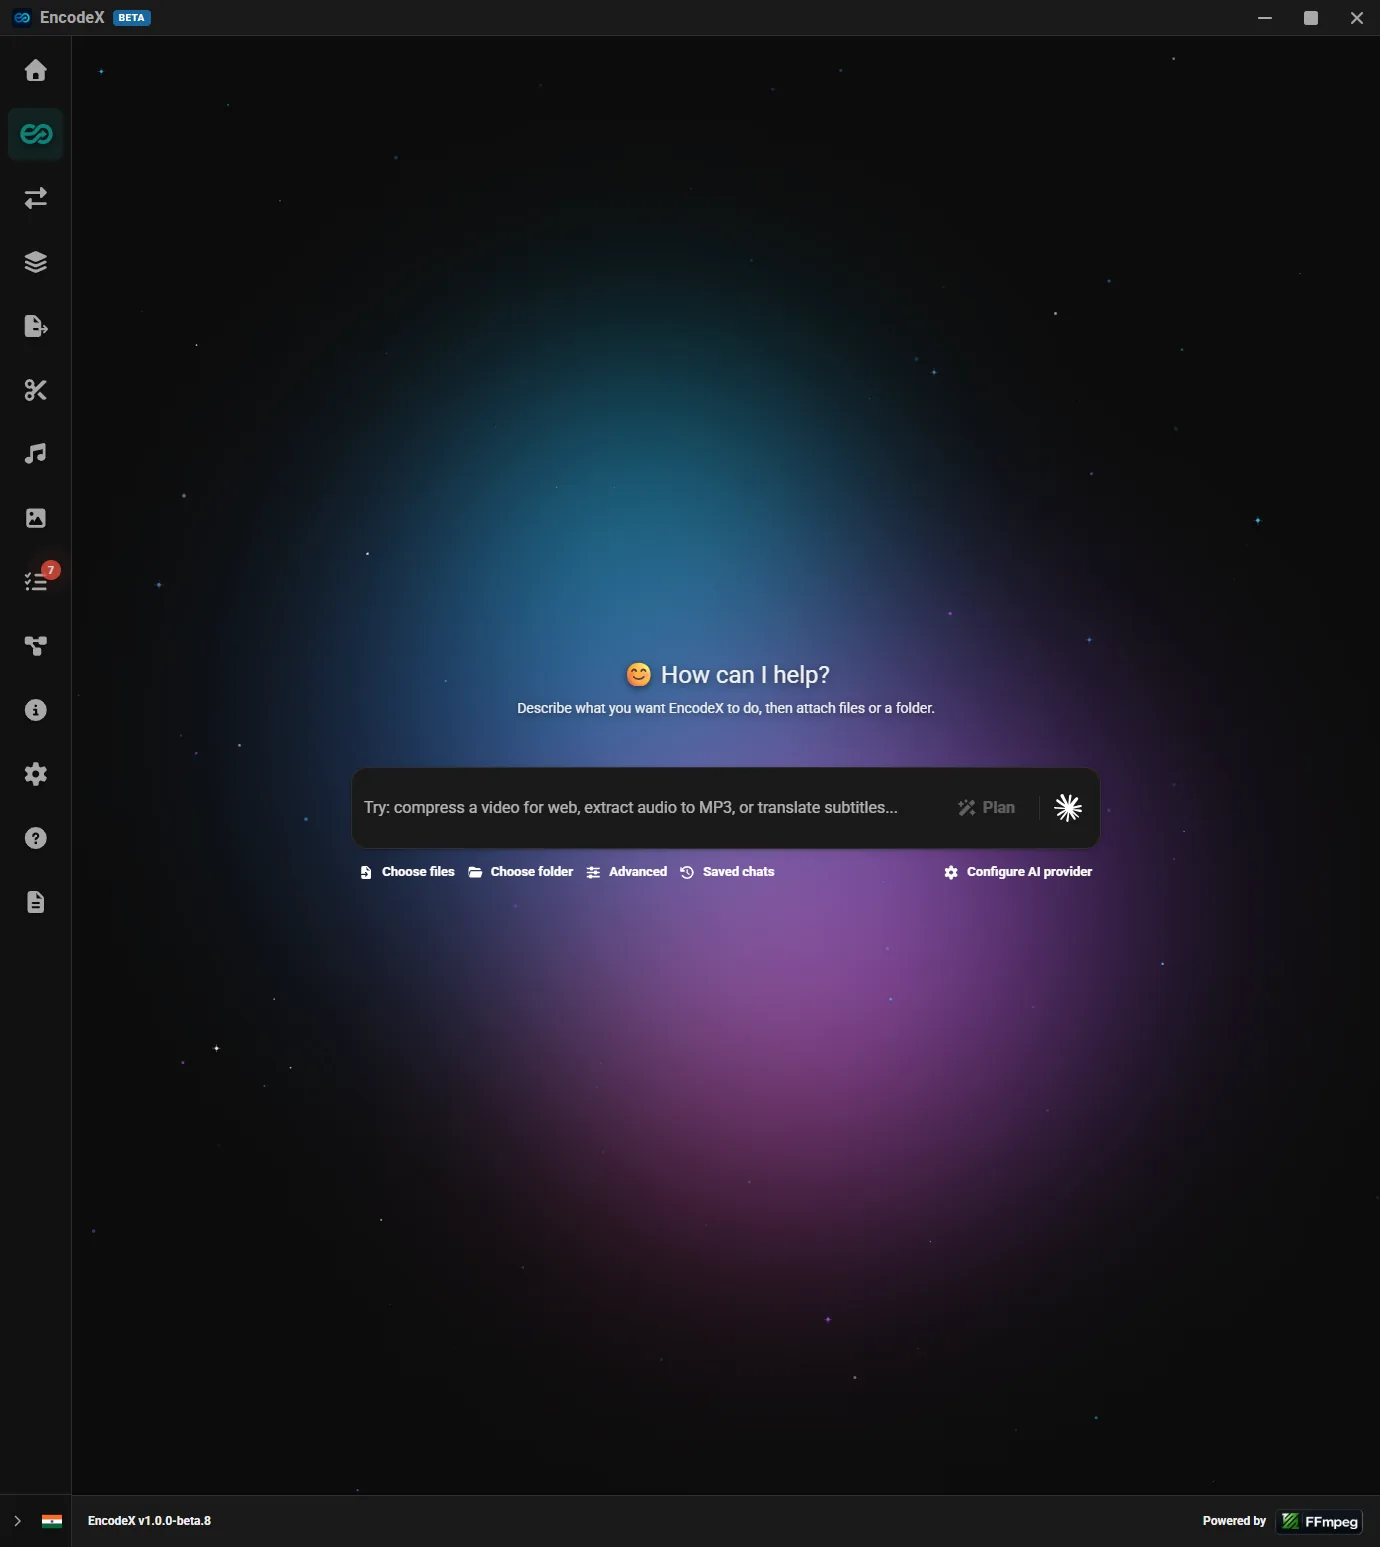 EncodeX BETA
7
How can I help?
Describe what you want EncodeX to do, then attach files or a folder.
Try: compress a video for web, extract audio to MP3, or translate subtitles... Plan
Choose files Choose folder Advanced Saved chats Configure AI provider
EncodeX v1.0.0-beta.8 Powered by FFmpeg